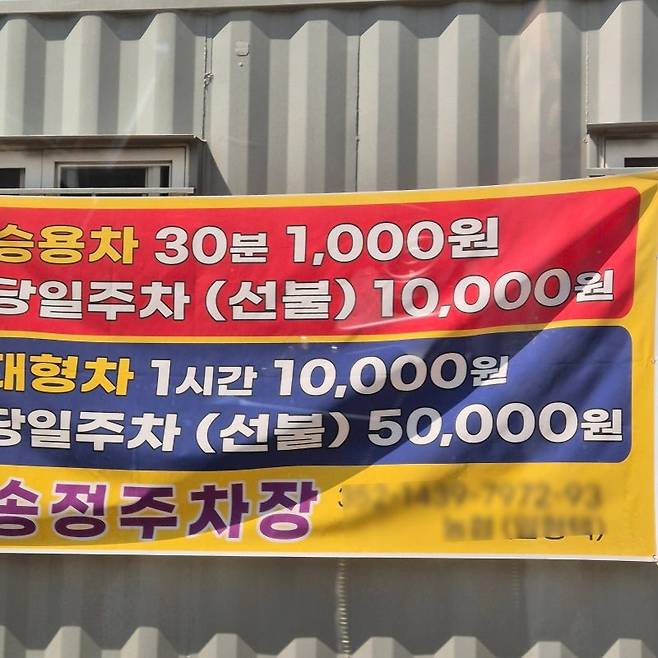 승용차 30분 1,000원
당일주차 (선불) 10,000원
대형차 1시간 10,000원
당일주차 (선불) 50,000원
송정주차장